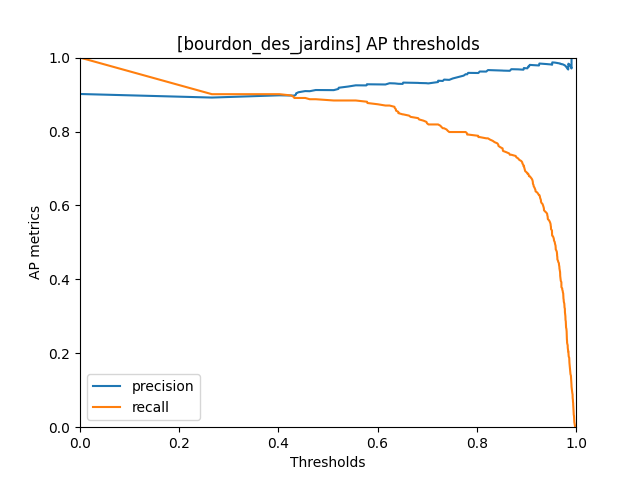 [bourdon_des_jardins] AP thresholds
AP metrics
1.0
0.8
0.6
0.4
0.2
0.0
precision
recall
0.0 0.2 0.4 0.6 0.8 1.0
Thresholds